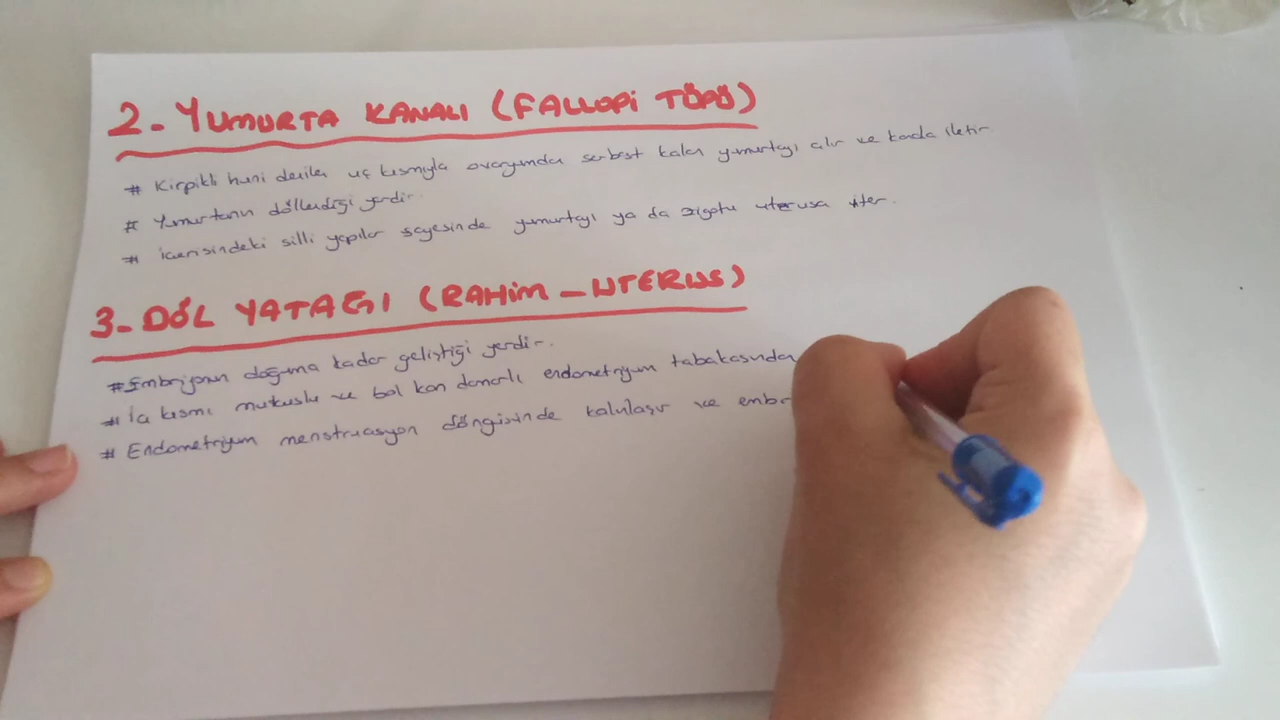 2- YUMURTA KANALI (FALLOPİ TÜPÜ)
# Kirpikli huni denilen uç kısmıyla ovaryumdan serbest kalan yumurtayı alır ve kanala iletir.
# Yumurtanın döllendiği yerdir.
# İçerisindeki silli yapılar sayesinde yumurtayı ya da zigotu uterusa iter.
3- DÖL YATAĞI (RAHİM - UTERUS)
# Embriyonun doğuma kadar geliştiği yerdir.
# İç kısmı mukuslu ve bol kan damarlı endometriyum tabakasında
# Endometriyum menstruasyon döngüsünde kalınlaşır ve embr